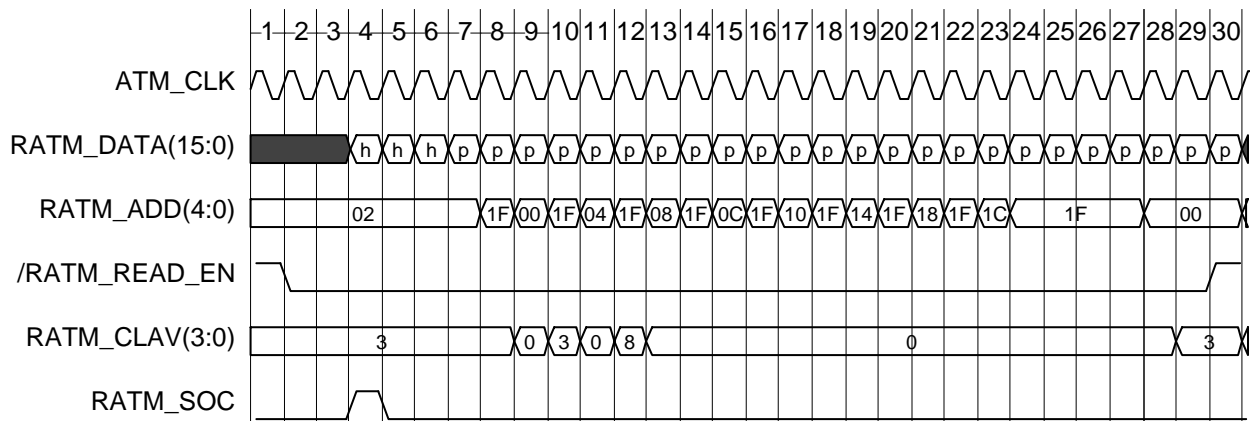 1 2 3 4 5 6 7 8 9 10 11 12 13 14 15 16 17 18 19 20 21 22 23 24 25 26 27 28 29 30
ATM_CLK
RATM_DATA(15:0) h h h p p p p p p p p p p p p p p p p p p p p p p p p
RATM_ADD(4:0) 02 1F 00 1F 04 1F 08 1F 0C 1F 10 1F 14 1F 18 1F 1C 1F 00
/RATM_READ_EN
RATM_CLAV(3:0) 3 0 3 0 8 0 3
RATM_SOC